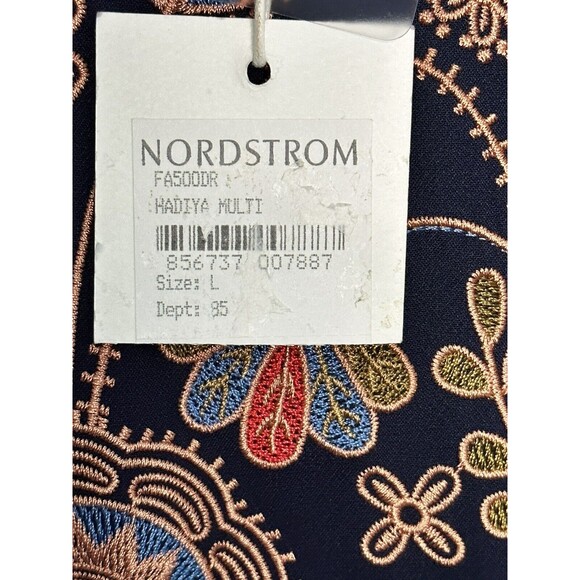 NORDSTROM
FA500DR
HADIYA MULTI
856737 007887
Size: L
Dept: 85